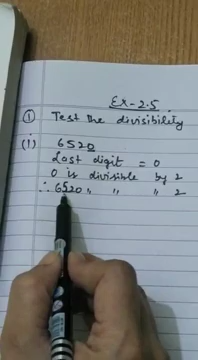 Ex-2.5.
① Test the divisibility
(i) 6520
Last digit = 0
0 is divisible by 2
∴ 6520 " " " 2